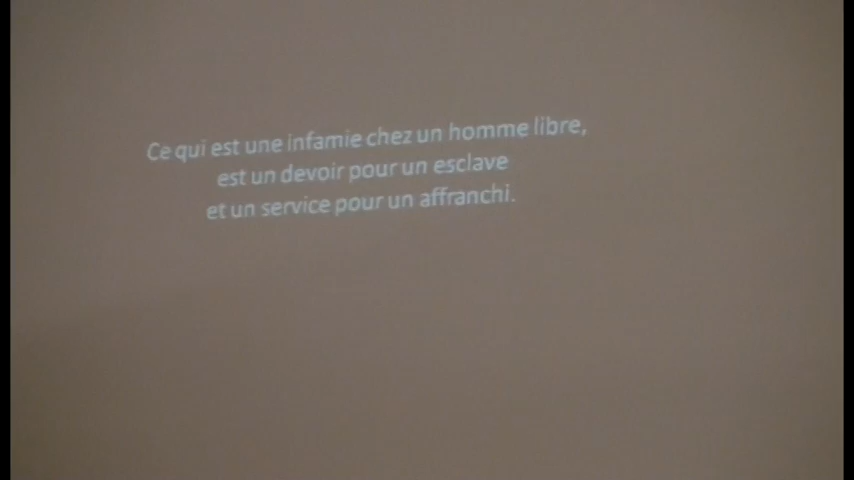 Ce qui est une infamie chez un homme libre,
est un devoir pour un esclave
et un service pour un affranchi.